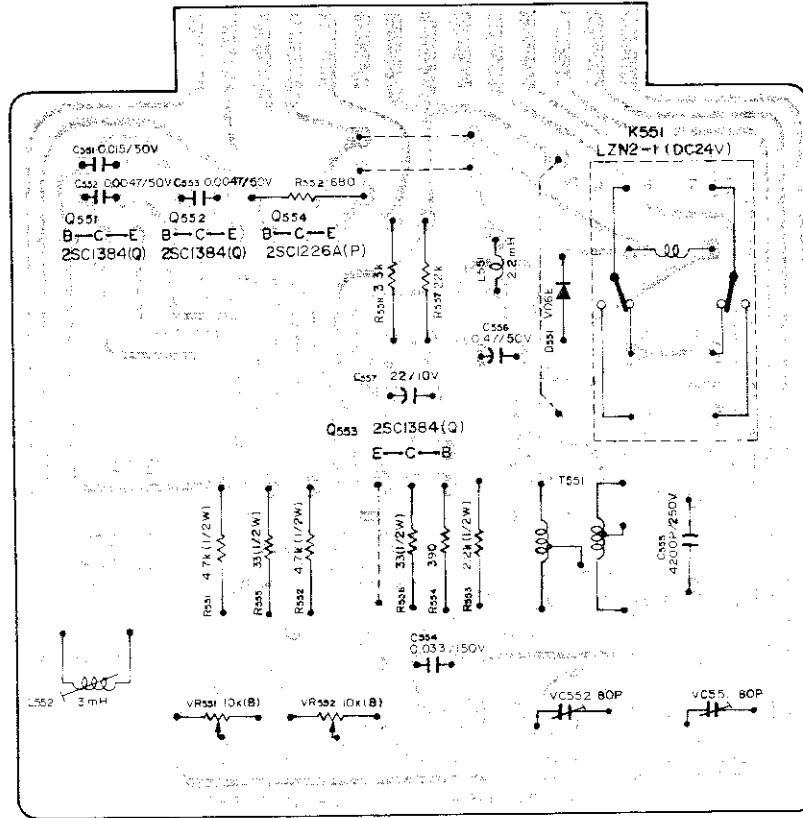 K551
LZN2-1 (DC24V)
C551 0.015/50V
C552 0.0047/50V C553 0.0047/50V R552 680
Q551 Q552 Q554
B C E B C E B C E
2SC1384(Q) 2SC1384(Q) 2SC1226A(P)
L551
2.2mH
R558 3.3k
R557 22k
D551 V06E
C556
0.47/50V
C557 22/10V
Q553 2SC1384(Q)
E C B
T551
R551 4.7k (1/2W)
R555 33(1/2W)
R552 4.7k (1/2W)
R556 33(1/2W)
R554 390
R553 2.2k (1/2W)
C555
4200P/250V
C554
0.033/150V
L552 3mH
VR551 10k(B) VR552 10k(B)
VC552 80P VC551 80P